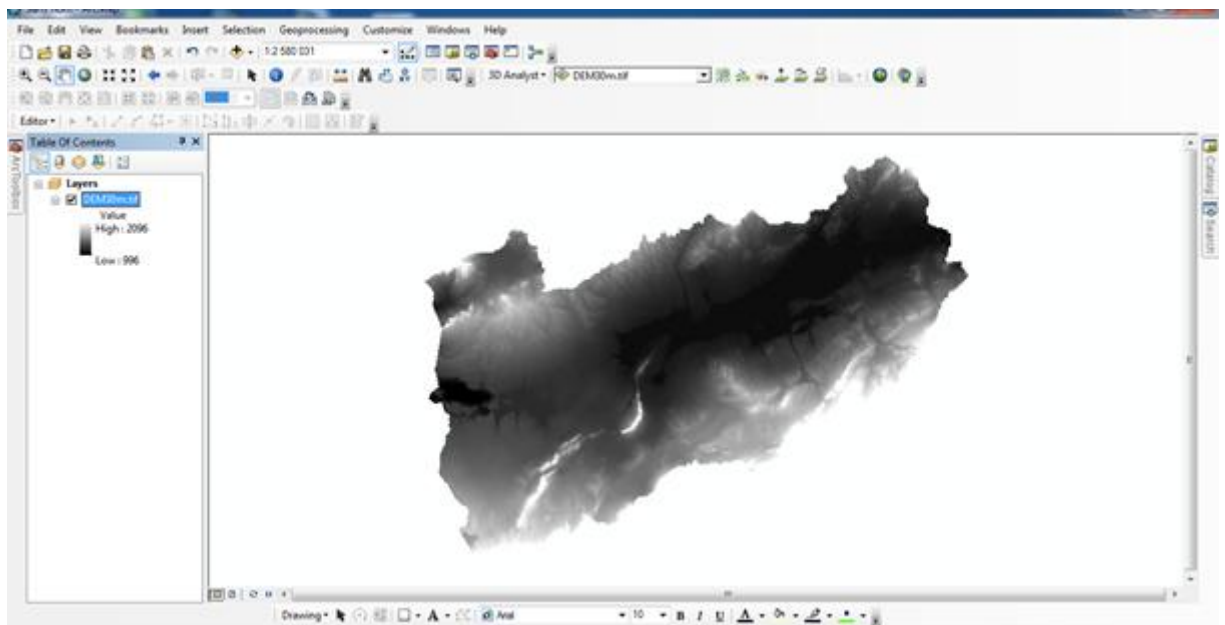 File Edit View Bookmarks Insert Selection Geoprocessing Customize Windows Help
1:2 580 031
3D Analyst DEM30m.tif
Editor
Table Of Contents
Layers
DEM30m.tif
Value
High : 2096
Low : 996
ArcToolbox
Catalog
Search
Drawing A Arial 10 B I U A